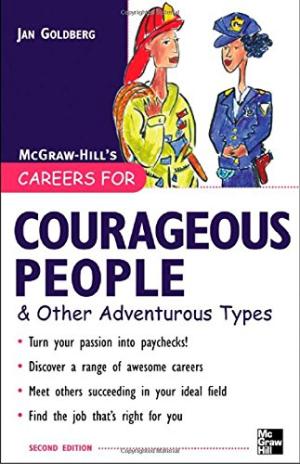 JAN GOLDBERG
MCGRAW-HILL'S
CAREERS FOR
COURAGEOUS
PEOPLE
& Other Adventurous Types
• Turn your passion into paychecks!
• Discover a range of awesome careers
• Meet others succeeding in your ideal field
• Find the job that's right for you
SECOND EDITION
Copyrighted Material
Mc
Graw
Hill